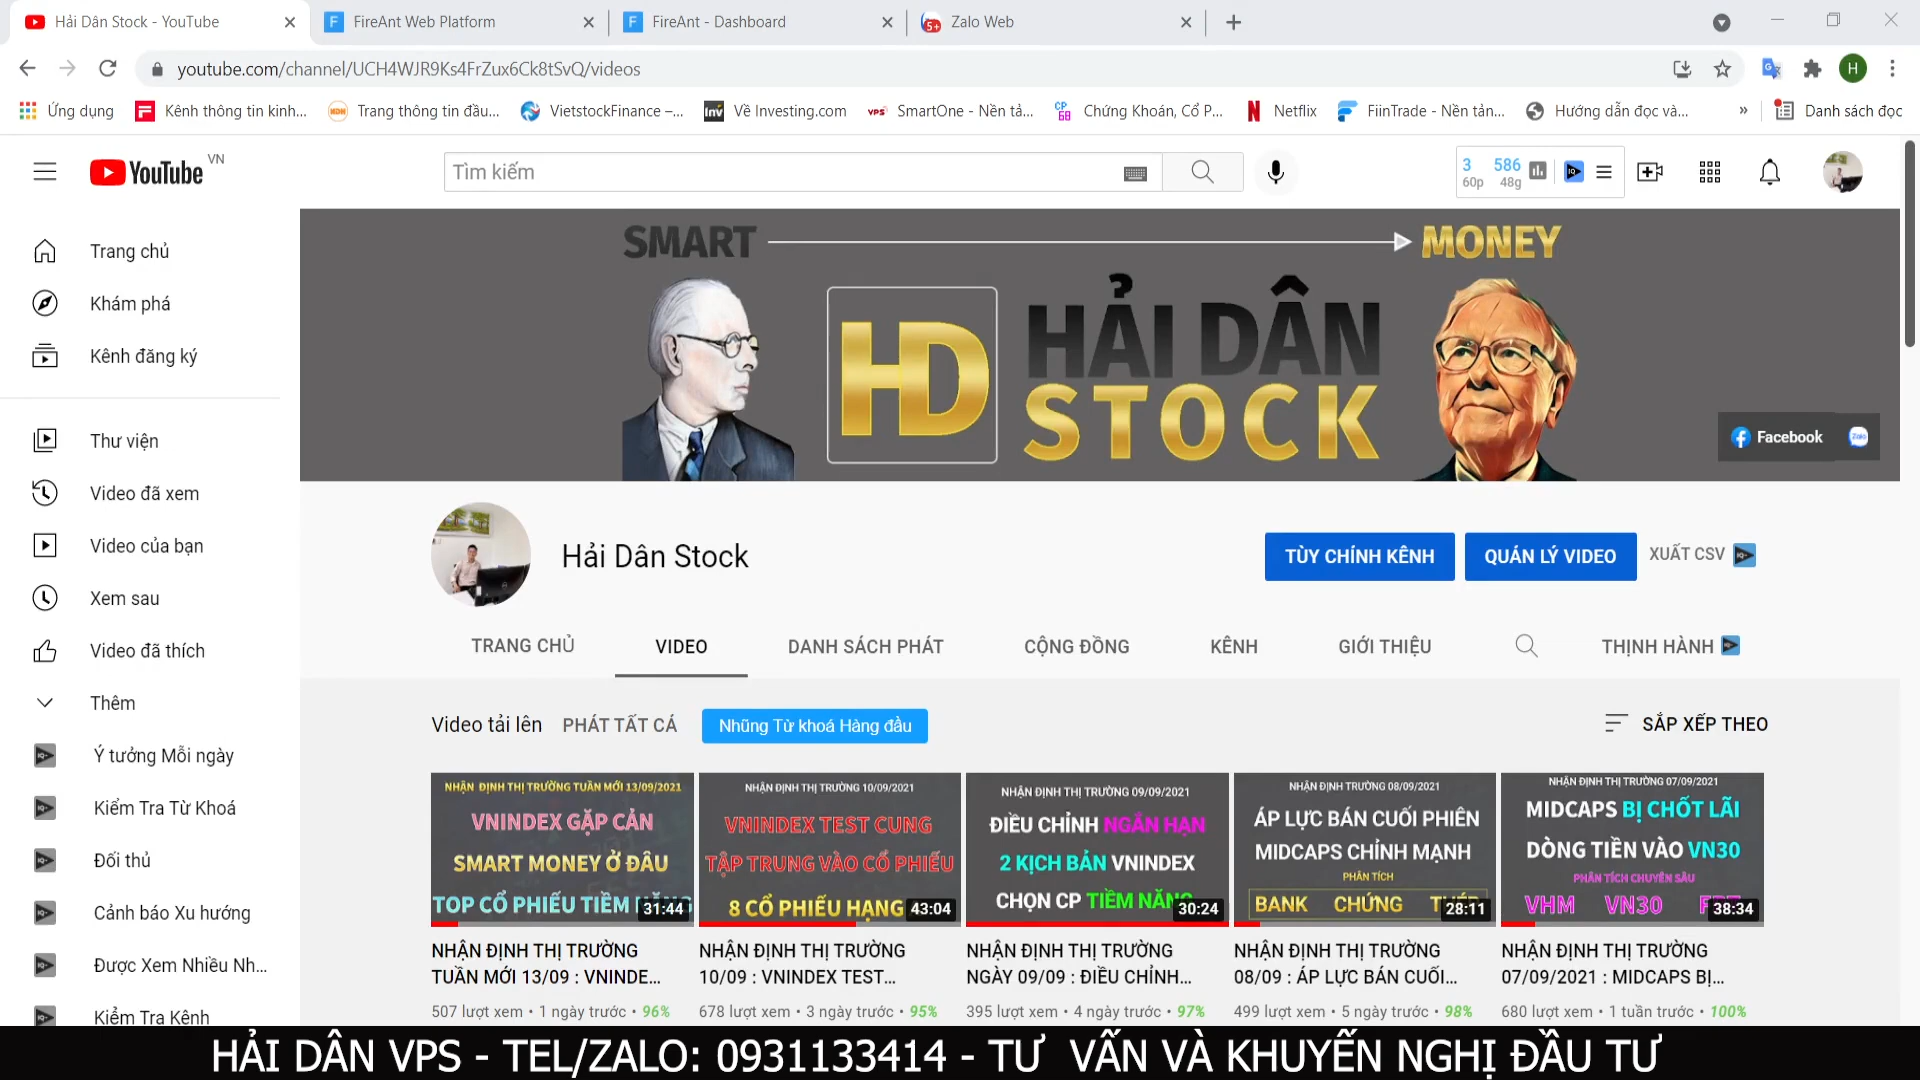 Hải Dân Stock - YouTube
FireAnt Web Platform
FireAnt - Dashboard
Zalo Web
youtube.com/channel/UCH4WJR9Ks4FrZux6Ck8tSvQ/videos
Ứng dụng
Kênh thông tin kinh...
Trang thông tin đầu...
VietstockFinance –...
Về Investing.com
SmartOne - Nền tả...
Chứng Khoán, Cổ P...
Netflix
FiinTrade - Nền tản...
Hướng dẫn đọc và...
»
Danh sách đọc
YouTube VN
Tìm kiếm
3 586
60p 48g
Trang chủ
Khám phá
Kênh đăng ký
Thư viện
Video đã xem
Video của bạn
Xem sau
Video đã thích
Thêm
Ý tưởng Mỗi ngày
Kiểm Tra Từ Khoá
Đối thủ
Cảnh báo Xu hướng
Được Xem Nhiều Nh...
Kiểm Tra Kênh
SMART
MONEY
HD
HẢI DÂN
STOCK
Facebook
Zalo
Hải Dân Stock
TÙY CHỈNH KÊNH
QUẢN LÝ VIDEO
XUẤT CSV
TRANG CHỦ
VIDEO
DANH SÁCH PHÁT
CỘNG ĐỒNG
KÊNH
GIỚI THIỆU
THỊNH HÀNH
Video tải lên
PHÁT TẤT CẢ
Những Từ khoá Hàng đầu
SẮP XẾP THEO
NHẬN ĐỊNH THỊ TRƯỜNG TUẦN MỚI 13/09/2021
VNINDEX GẶP CẢN
SMART MONEY Ở ĐÂU
TOP CỔ PHIẾU TIỀM NĂNG
31:44
NHẬN ĐỊNH THỊ TRƯỜNG
TUẦN MỚI 13/09 : VNINDE...
507 lượt xem • 1 ngày trước • 96%
NHẬN ĐỊNH THỊ TRƯỜNG 10/09/2021
VNINDEX TEST CUNG
TẬP TRUNG VÀO CỔ PHIẾU
8 CỔ PHIẾU HẠNG
43:04
NHẬN ĐỊNH THỊ TRƯỜNG
10/09 : VNINDEX TEST...
678 lượt xem • 3 ngày trước • 95%
NHẬN ĐỊNH THỊ TRƯỜNG 09/09/2021
ĐIỀU CHỈNH NGẮN HẠN
2 KỊCH BẢN VNINDEX
CHỌN CP TIỀM NĂNG
30:24
NHẬN ĐỊNH THỊ TRƯỜNG
NGÀY 09/09 : ĐIỀU CHỈNH...
395 lượt xem • 4 ngày trước • 97%
NHẬN ĐỊNH THỊ TRƯỜNG 08/09/2021
ÁP LỰC BÁN CUỐI PHIÊN
MIDCAPS CHỈNH MẠNH
PHÂN TÍCH
BANK CHỨNG THÉP
28:11
NHẬN ĐỊNH THỊ TRƯỜNG
08/09 : ÁP LỰC BÁN CUỐI...
499 lượt xem • 5 ngày trước • 98%
NHẬN ĐỊNH THỊ TRƯỜNG 07/09/2021
MIDCAPS BỊ CHỐT LÃI
DÒNG TIỀN VÀO VN30
PHÂN TÍCH CHUYÊN SÂU
VHM VN30 FPT
38:34
NHẬN ĐỊNH THỊ TRƯỜNG
07/09/2021 : MIDCAPS BỊ...
680 lượt xem • 1 tuần trước • 100%
HẢI DÂN VPS - TEL/ZALO: 0931133414 - TƯ VẤN VÀ KHUYẾN NGHỊ ĐẦU TƯ